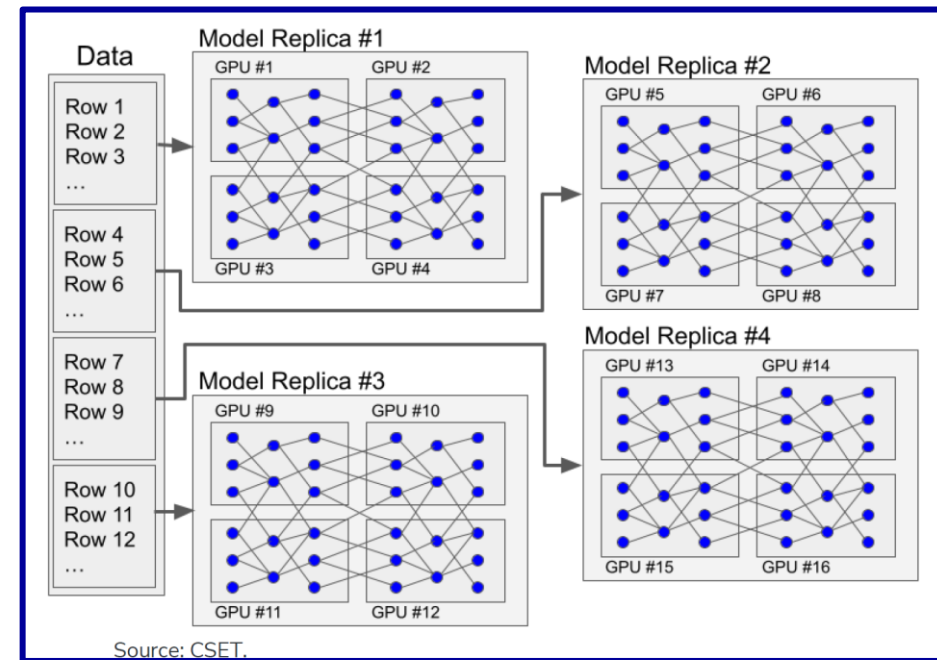 Data
Row 1
Row 2
Row 3
…
Row 4
Row 5
Row 6
…
Row 7
Row 8
Row 9
…
Row 10
Row 11
Row 12
…
Model Replica #1
GPU #1
GPU #2
GPU #3
GPU #4
Model Replica #2
GPU #5
GPU #6
GPU #7
GPU #8
Model Replica #3
GPU #9
GPU #10
GPU #11
GPU #12
Model Replica #4
GPU #13
GPU #14
GPU #15
GPU #16
Source: CSET.